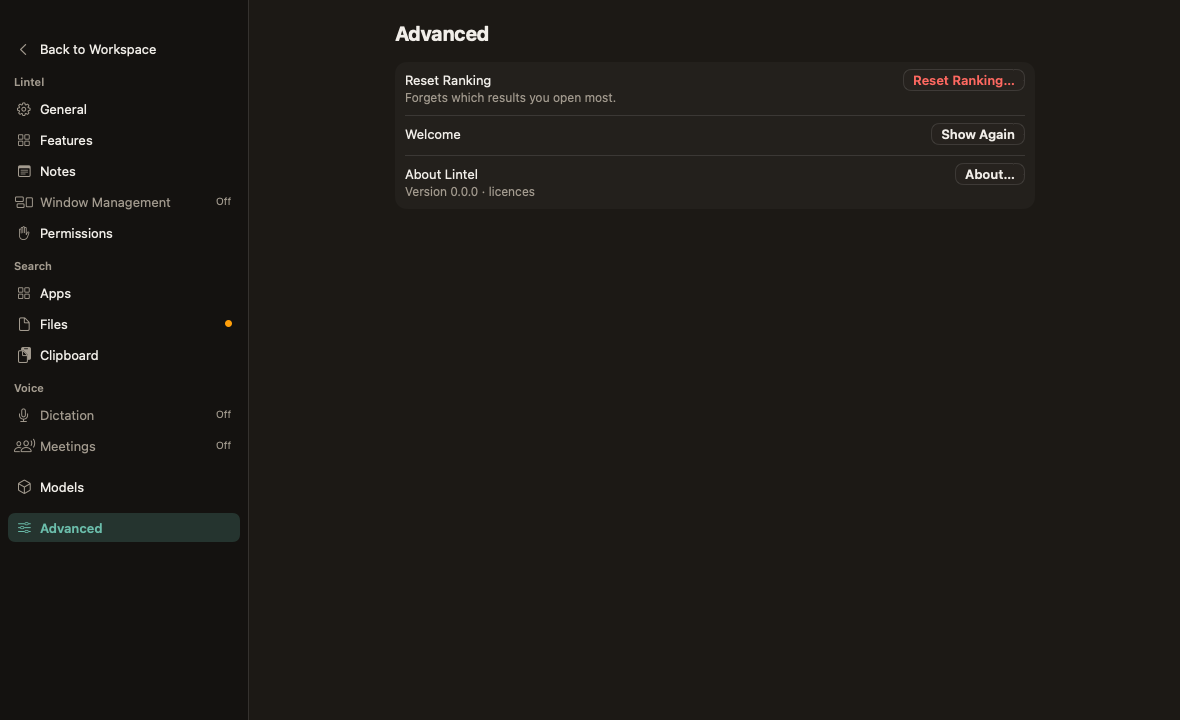 Back to Workspace
Lintel
General
Features
Notes
Window Management Off
Permissions
Search
Apps
Files
Clipboard
Voice
Dictation Off
Meetings Off
Models
Advanced
Advanced
Reset Ranking Reset Ranking...
Forgets which results you open most.
Welcome Show Again
About Lintel About...
Version 0.0.0 · licences